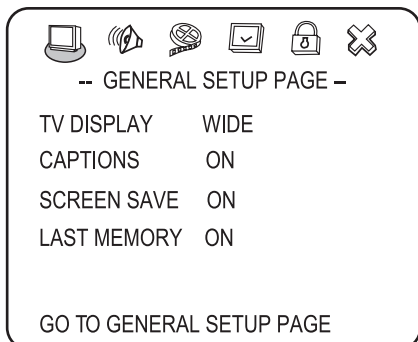 -- GENERAL SETUP PAGE –
TV DISPLAY WIDE
CAPTIONS ON
SCREEN SAVE ON
LAST MEMORY ON
GO TO GENERAL SETUP PAGE